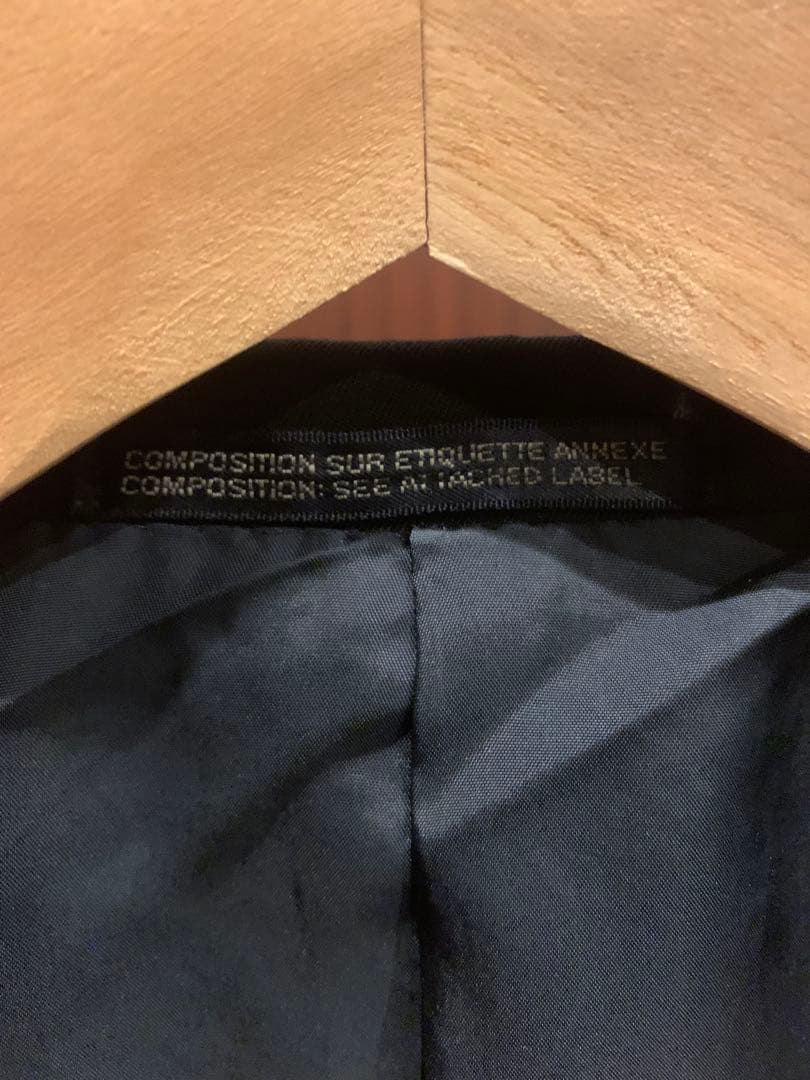 COMPOSITION SUR ETIQUETTE ANNEXE
COMPOSITION: SEE ATTACHED LABEL